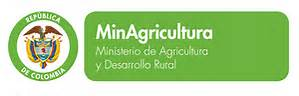 REPÚBLICA
DE COLOMBIA
MinAgricultura
Ministerio de Agricultura
y Desarrollo Rural